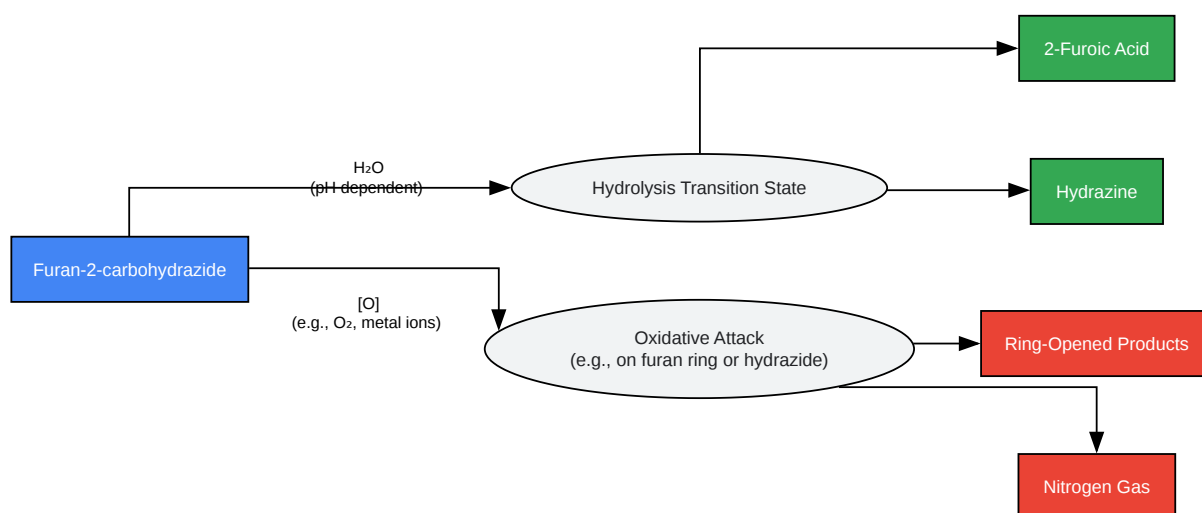 2-Furoic Acid
H₂O
(pH dependent)
Hydrolysis Transition State
Hydrazine
Furan-2-carbohydrazide
[O]
(e.g., O₂, metal ions)
Oxidative Attack
(e.g., on furan ring or hydrazide)
Ring-Opened Products
Nitrogen Gas